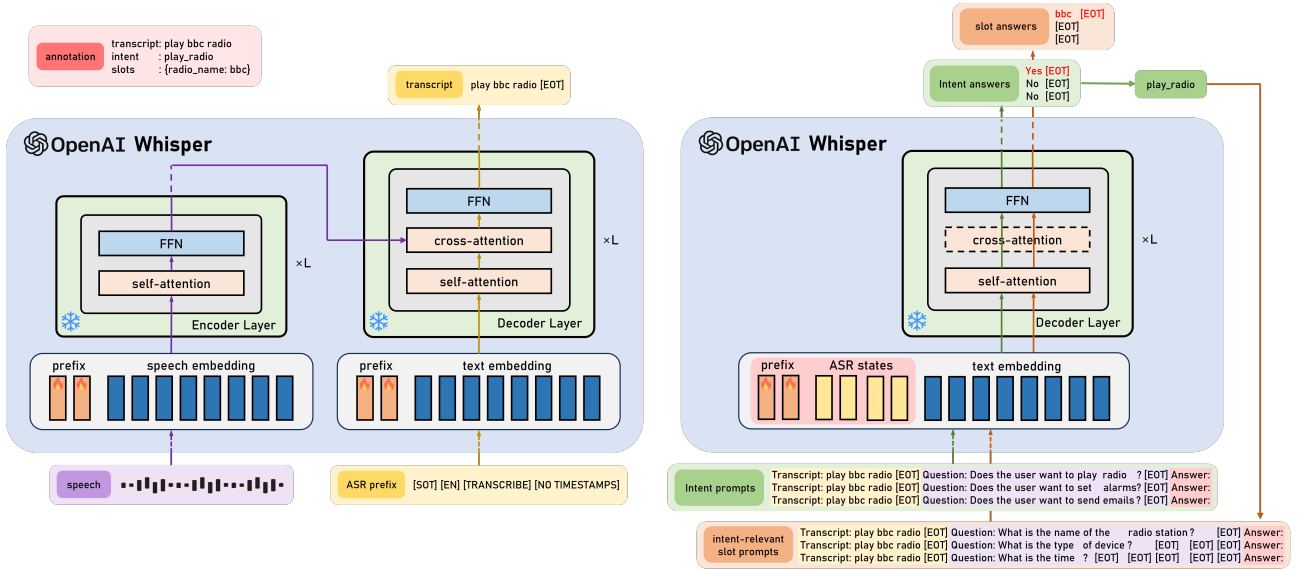 annotation
transcript: play bbc radio
intent : play_radio
slots : {radio_name: bbc}
transcript
play bbc radio [EOT]
OpenAI Whisper
FFN
self-attention
Encoder Layer
×L
FFN
cross-attention
self-attention
Decoder Layer
×L
prefix
speech embedding
prefix
text embedding
speech
ASR prefix
[SOT] [EN] [TRANSCRIBE] [NO TIMESTAMPS]
slot answers
bbc [EOT]
[EOT]
[EOT]
Intent answers
Yes [EOT]
No [EOT]
No [EOT]
play_radio
OpenAI Whisper
FFN
cross-attention
self-attention
Decoder Layer
×L
prefix
ASR states
text embedding
Intent prompts
Transcript: play bbc radio [EOT] Question: Does the user want to play radio ? [EOT] Answer:
Transcript: play bbc radio [EOT] Question: Does the user want to set alarms? [EOT] Answer:
Transcript: play bbc radio [EOT] Question: Does the user want to send emails? [EOT] Answer:
intent-relevant
slot prompts
Transcript: play bbc radio [EOT] Question: What is the name of the radio station ? [EOT] Answer:
Transcript: play bbc radio [EOT] Question: What is the type of device ? [EOT] [EOT] [EOT] Answer:
Transcript: play bbc radio [EOT] Question: What is the time ? [EOT] [EOT] [EOT] [EOT] [EOT] Answer: